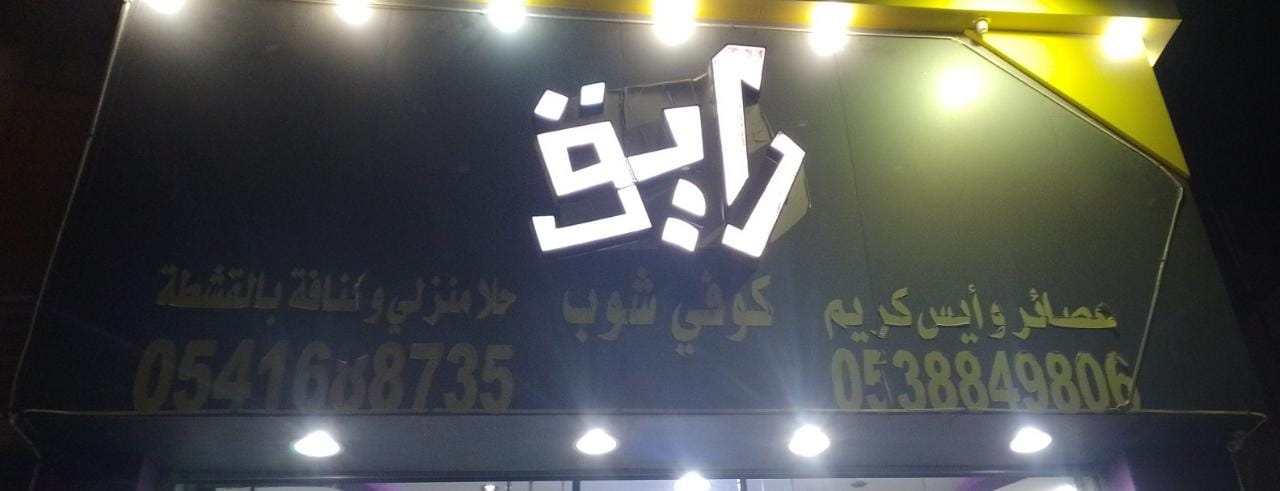 رايق
عصائر وأيس كريم
كوفي شوب
حلا منزلي وكنافة بالقشطة
0538849806
0541688735